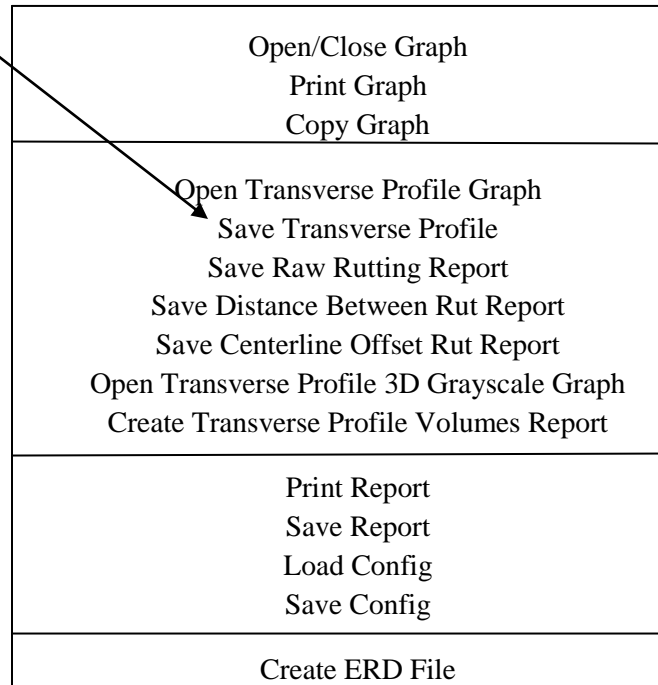 Open/Close Graph
Print Graph
Copy Graph
Open Transverse Profile Graph
Save Transverse Profile
Save Raw Rutting Report
Save Distance Between Rut Report
Save Centerline Offset Rut Report
Open Transverse Profile 3D Grayscale Graph
Create Transverse Profile Volumes Report
Print Report
Save Report
Load Config
Save Config
Create ERD File